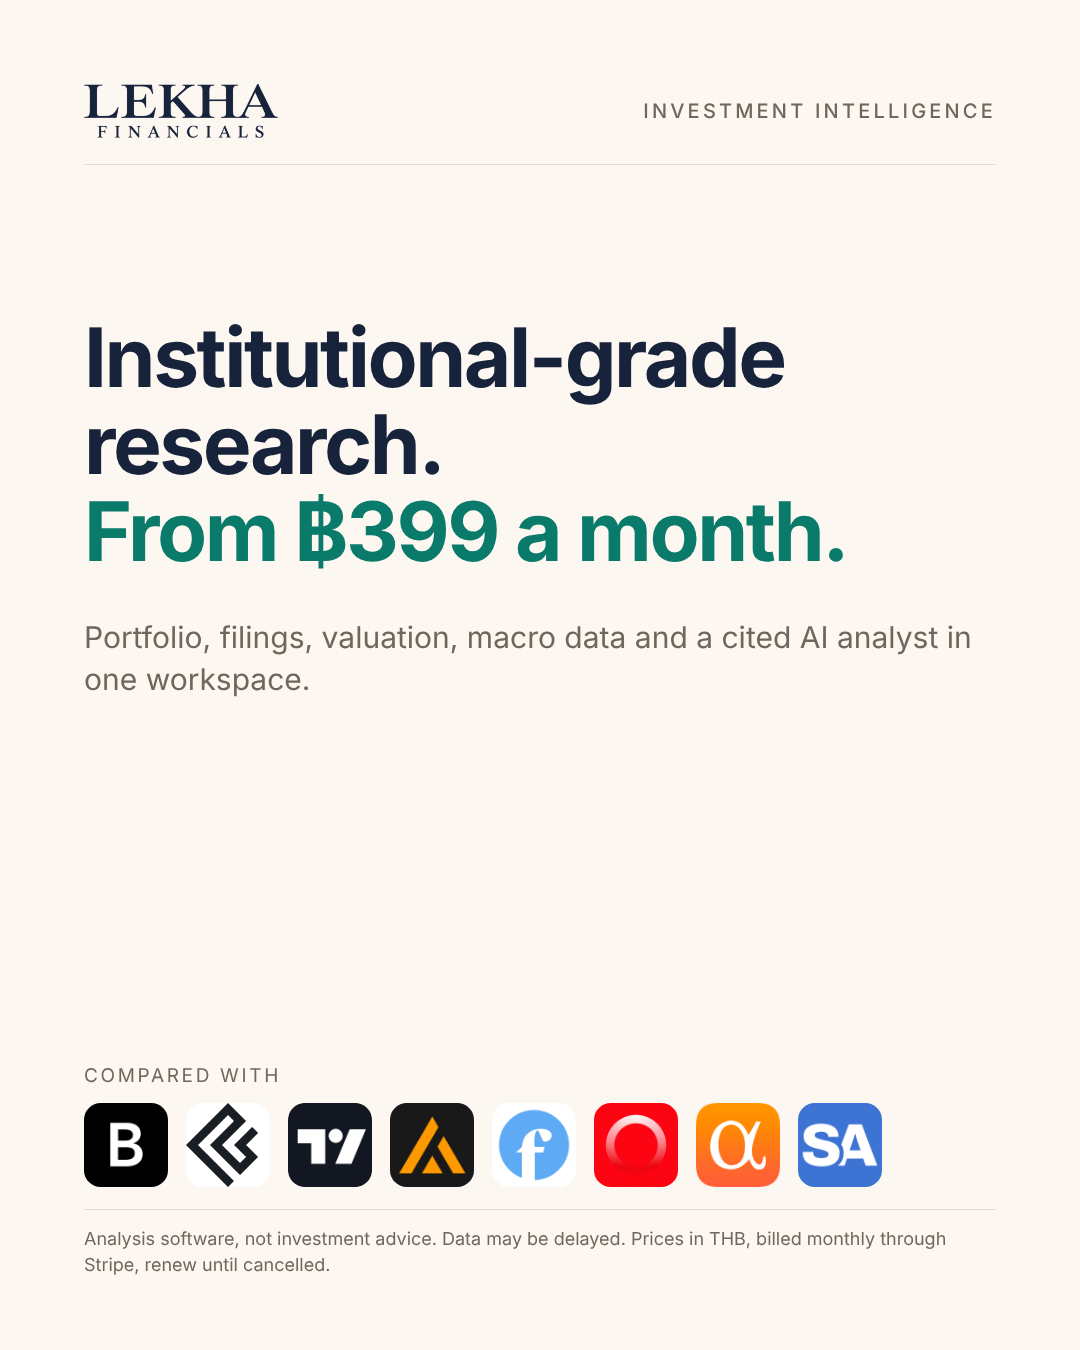 LEKHA
FINANCIALS
INVESTMENT INTELLIGENCE
Institutional-grade
research.
From ฿399 a month.
Portfolio, filings, valuation, macro data and a cited AI analyst in
one workspace.
COMPARED WITH
B
f
α
SA
Analysis software, not investment advice. Data may be delayed. Prices in THB, billed monthly through
Stripe, renew until cancelled.